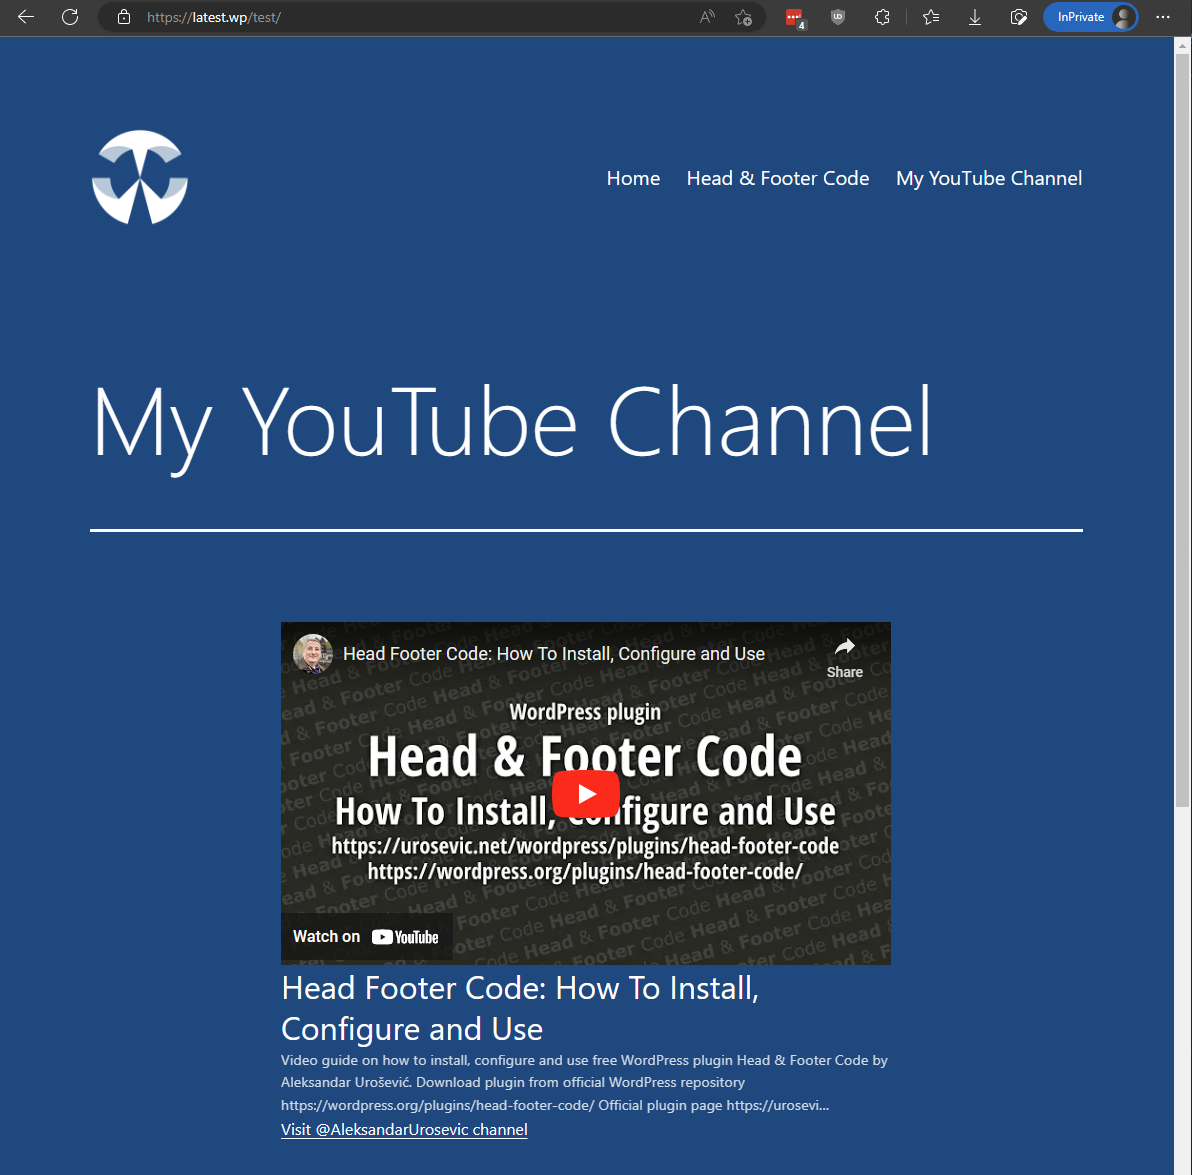 https://latest.wp/test/
A
4
UD
InPrivate
Home Head & Footer Code My YouTube Channel
My YouTube Channel
Head Footer Code: How To Install, Configure and Use
Share
WordPress plugin
Head & Footer Code
How To Install, Configure and Use
https://urosevic.net/wordpress/plugins/head-footer-code
https://wordpress.org/plugins/head-footer-code/
Watch on YouTube
Head Footer Code: How To Install,
Configure and Use
Video guide on how to install, configure and use free WordPress plugin Head & Footer Code by
Aleksandar Urošević. Download plugin from official WordPress repository
https://wordpress.org/plugins/head-footer-code/ Official plugin page https://urosevi...
Visit @AleksandarUrosevic channel